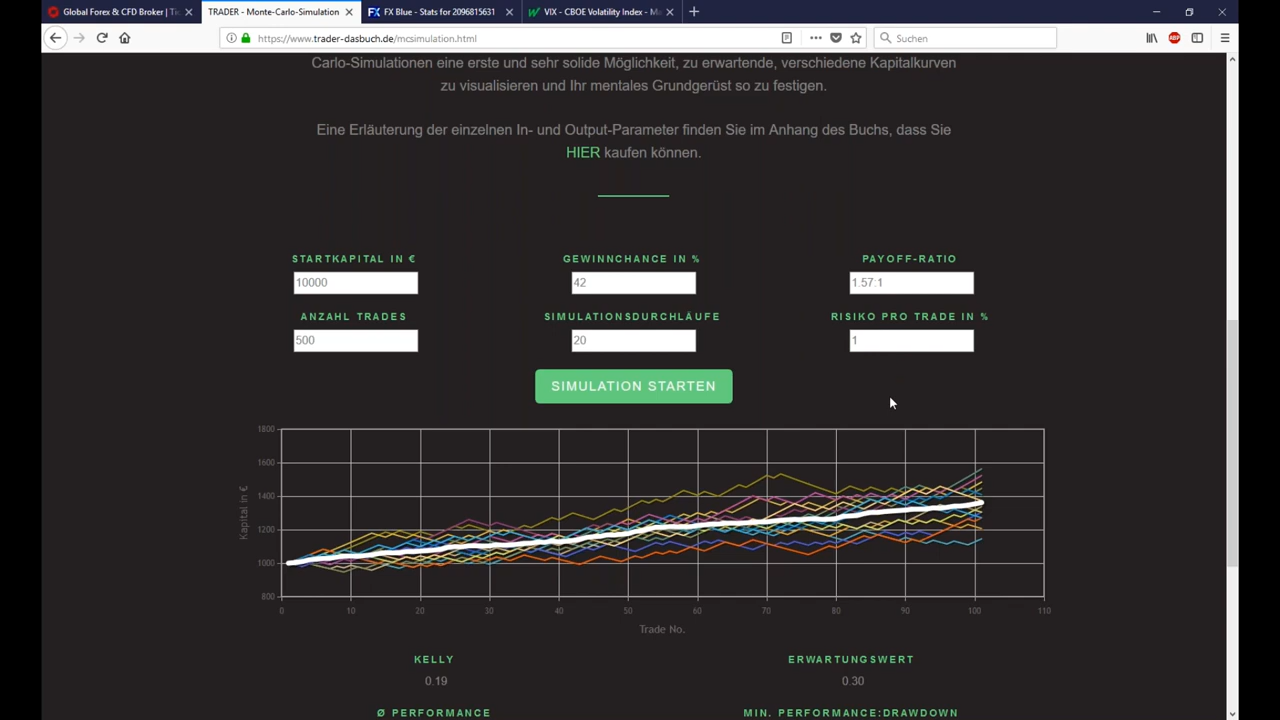 Global Forex & CFD Broker | Ti
TRADER - Monte-Carlo-Simulation
FX Blue - Stats for 2096815631
VIX – CBOE Volatility Index - Ma
https://www.trader-dasbuch.de/mcsimulation.html
Suchen
Carlo-Simulationen eine erste und sehr solide Möglichkeit, zu erwartende, verschiedene Kapitalkurven
zu visualisieren und Ihr mentales Grundgerüst so zu festigen.
Eine Erläuterung der einzelnen In- und Output-Parameter finden Sie im Anhang des Buchs, dass Sie
HIER kaufen können.
STARTKAPITAL IN € GEWINNCHANCE IN % PAYOFF-RATIO
10000 42 1.57:1
ANZAHL TRADES SIMULATIONSDURCHLÄUFE RISIKO PRO TRADE IN %
500 20 1
SIMULATION STARTEN
1800
1600
1400
1200
1000
800
Kapital in €
0 10 20 30 40 50 60 70 80 90 100 110
Trade No.
KELLY ERWARTUNGSWERT
0.19 0.30
Ø PERFORMANCE MIN. PERFORMANCE:DRAWDOWN